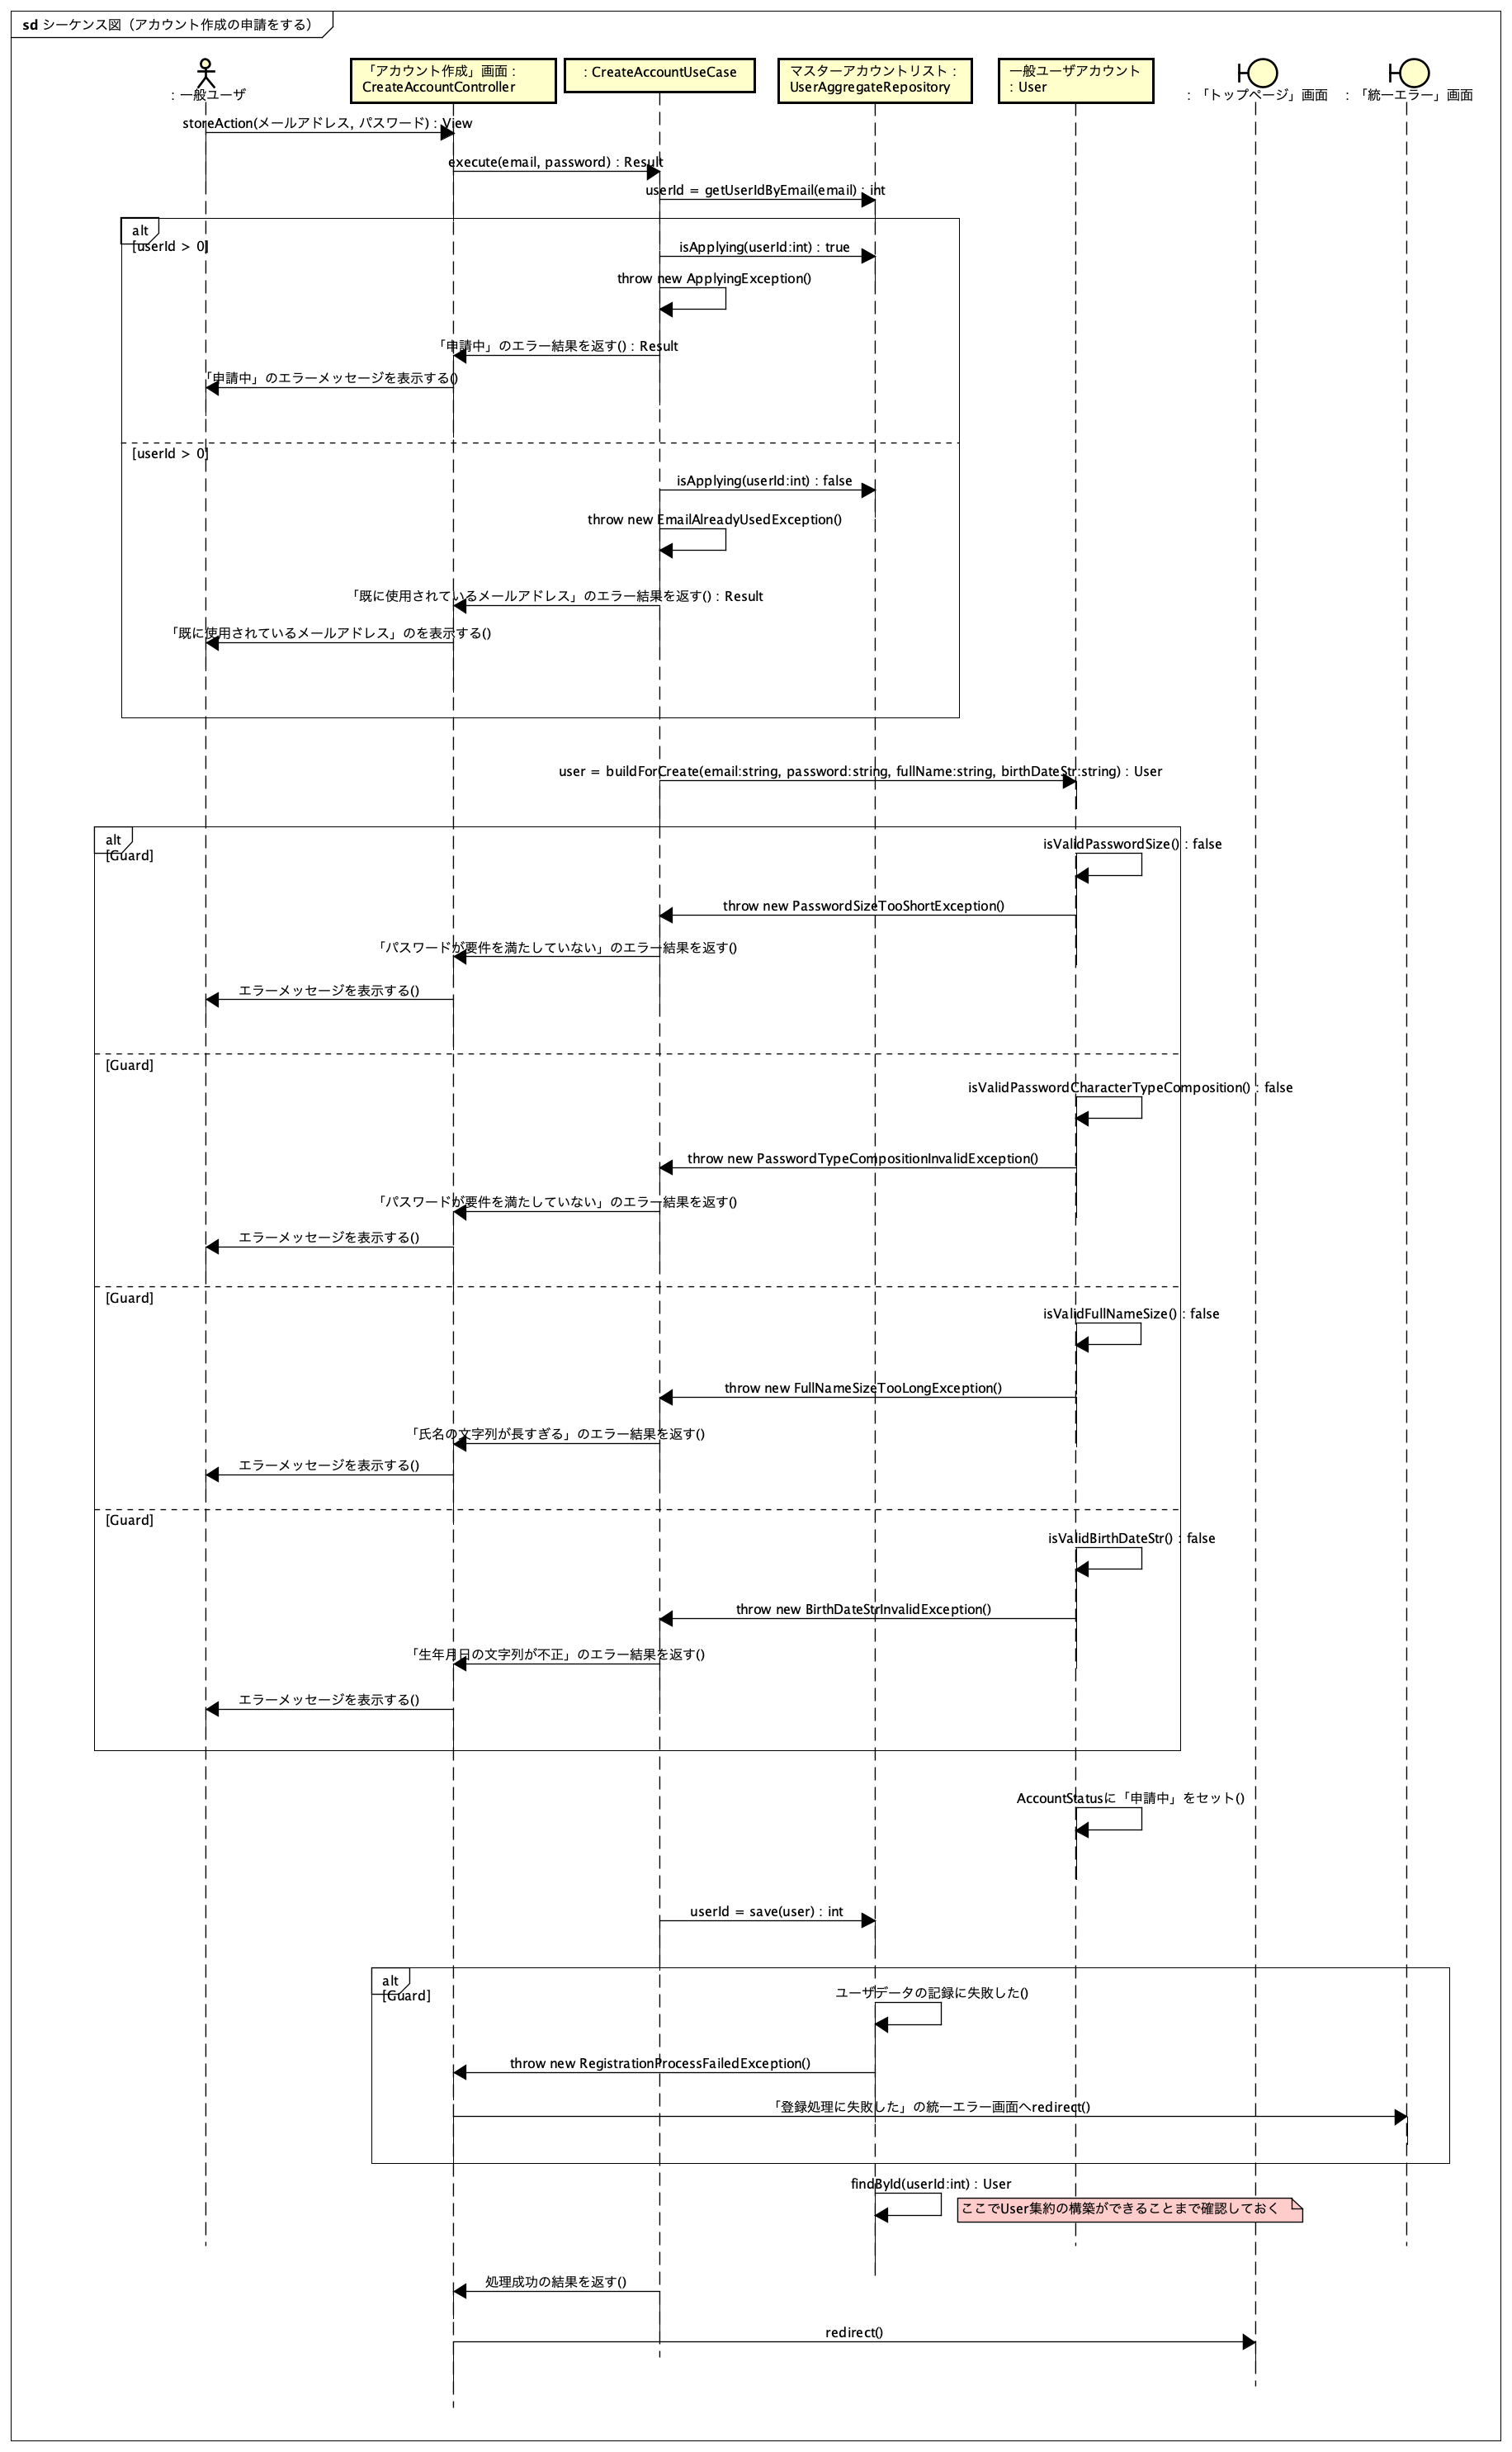 sd シーケンス図（アカウント作成の申請をする）
: 一般ユーザ
「アカウント作成」画面 :
CreateAccountController
: CreateAccountUseCase
マスターアカウントリスト :
UserAggregateRepository
一般ユーザアカウント
: User
: 「トップページ」画面
: 「統一エラー」画面
storeAction(メールアドレス, パスワード) : View
execute(email, password) : Result
userId = getUserIdByEmail(email) : int
alt
[userId > 0]
isApplying(userId:int) : true
throw new ApplyingException()
「申請中」のエラー結果を返す() : Result
「申請中」のエラーメッセージを表示する()
[userId > 0]
isApplying(userId:int) : false
throw new EmailAlreadyUsedException()
「既に使用されているメールアドレス」のエラー結果を返す() : Result
「既に使用されているメールアドレス」のを表示する()
user = buildForCreate(email:string, password:string, fullName:string, birthDateStr:string) : User
alt
[Guard]
isValidPasswordSize() : false
throw new PasswordSizeTooShortException()
「パスワードが要件を満たしていない」のエラー結果を返す()
エラーメッセージを表示する()
[Guard]
isValidPasswordCharacterTypeComposition() : false
throw new PasswordTypeCompositionInvalidException()
「パスワードが要件を満たしていない」のエラー結果を返す()
エラーメッセージを表示する()
[Guard]
isValidFullNameSize() : false
throw new FullNameSizeTooLongException()
「氏名の文字列が長すぎる」のエラー結果を返す()
エラーメッセージを表示する()
[Guard]
isValidBirthDateStr() : false
throw new BirthDateStrInvalidException()
「生年月日の文字列が不正」のエラー結果を返す()
エラーメッセージを表示する()
AccountStatusに「申請中」をセット()
userId = save(user) : int
alt
[Guard]
ユーザデータの記録に失敗した()
throw new RegistrationProcessFailedException()
「登録処理に失敗した」の統一エラー画面へredirect()
findById(userId:int) : User
ここでUser集約の構築ができることまで確認しておく
処理成功の結果を返す()
redirect()